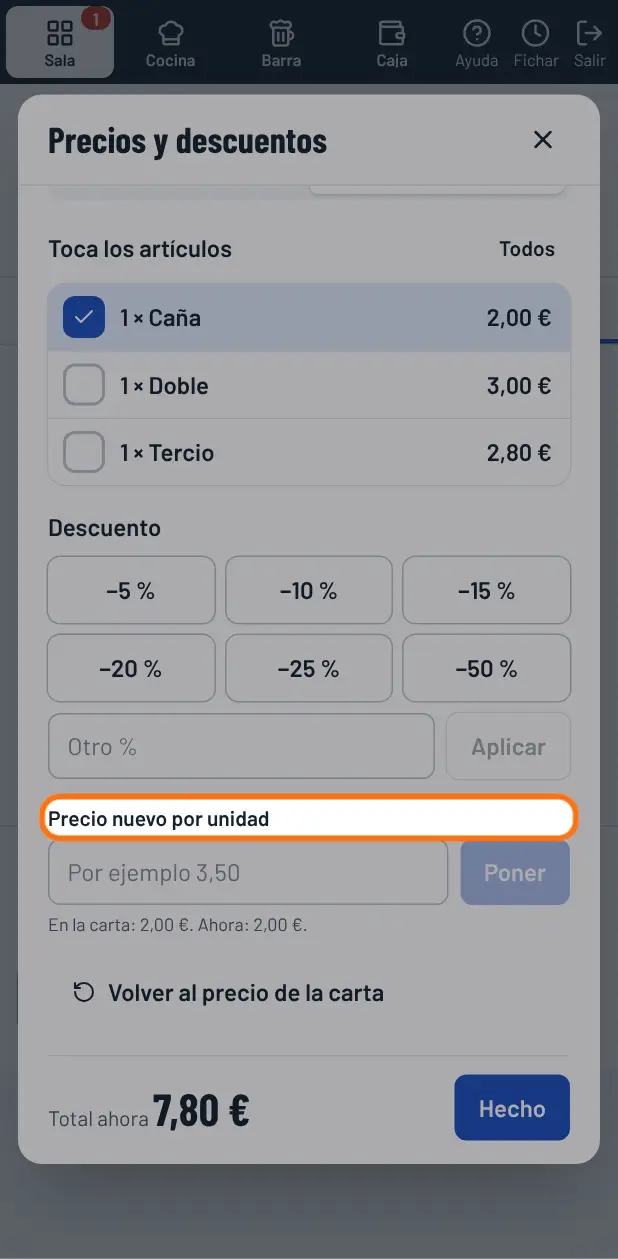 1
Sala
Cocina
Barra
Caja
Ayuda
Fichar
Salir
Precios y descuentos
Toca los artículos
Todos
1 × Caña
2,00 €
1 × Doble
3,00 €
1 × Tercio
2,80 €
Descuento
−5 %
−10 %
−15 %
−20 %
−25 %
−50 %
Otro %
Aplicar
Precio nuevo por unidad
Por ejemplo 3,50
Poner
En la carta: 2,00 €. Ahora: 2,00 €.
Volver al precio de la carta
Total ahora 7,80 €
Hecho